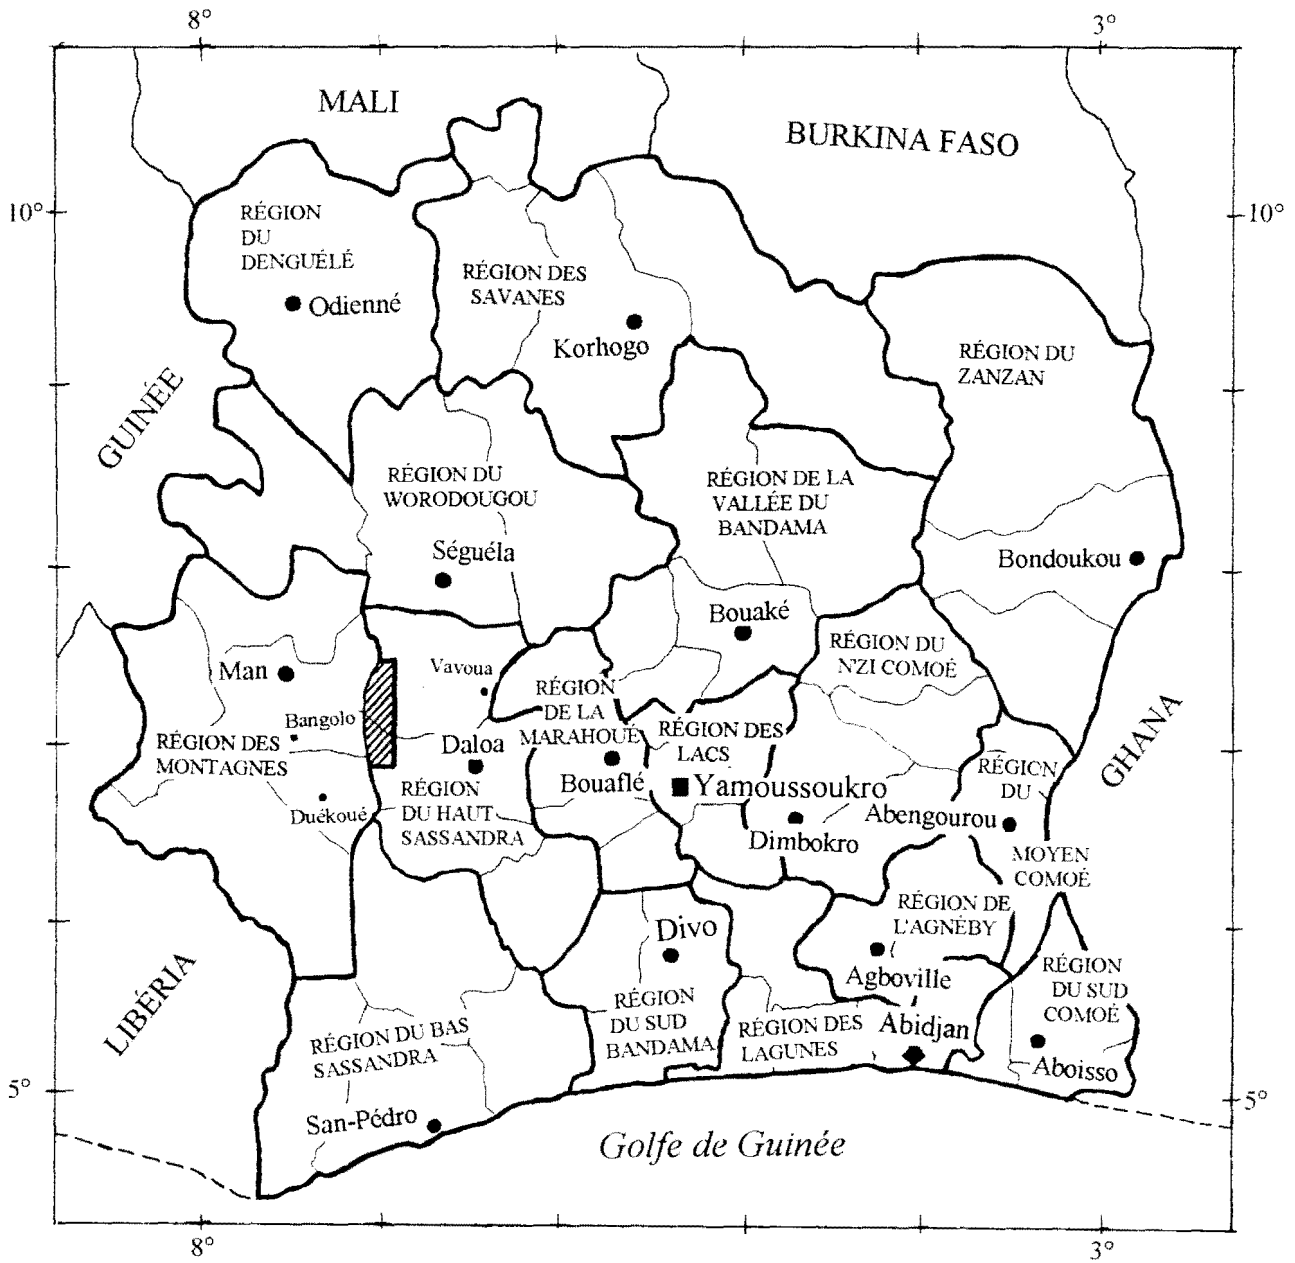 8°
3°
MALI
BURKINA FASO
10°
10°
RÉGION
DU
DENGUÉLÉ
Odienné
RÉGION DES
SAVANES
Korhogo
RÉGION DU
ZANZAN
GUINÉE
RÉGION DU
WORODOUGOU
Séguéla
RÉGION DE LA
VALLÉE DU
BANDAMA
Bondoukou
Bouaké
RÉGION DU
N'ZI COMOÉ
Man
Vavoua
Bangolo
RÉGION DES
MONTAGNES
Duékoué
RÉGION
DE LA
MARAHOUÉ
Bouaflé
Daloa
RÉGION
DU HAUT
SASSANDRA
RÉGION DES
LACS
Yamoussoukro
Dimbokro
Abengourou
RÉGION
DU
MOYEN
COMOÉ
GHANA
RÉGION DE
L'AGNÉBY
Agboville
Divo
RÉGION
DU SUD
BANDAMA
RÉGION DES
LAGUNES
Abidjan
RÉGION
DU SUD
COMOÉ
Aboisso
LIBÉRIA
RÉGION DU BAS
SASSANDRA
San-Pédro
5°
5°
Golfe de Guinée
8°
3°